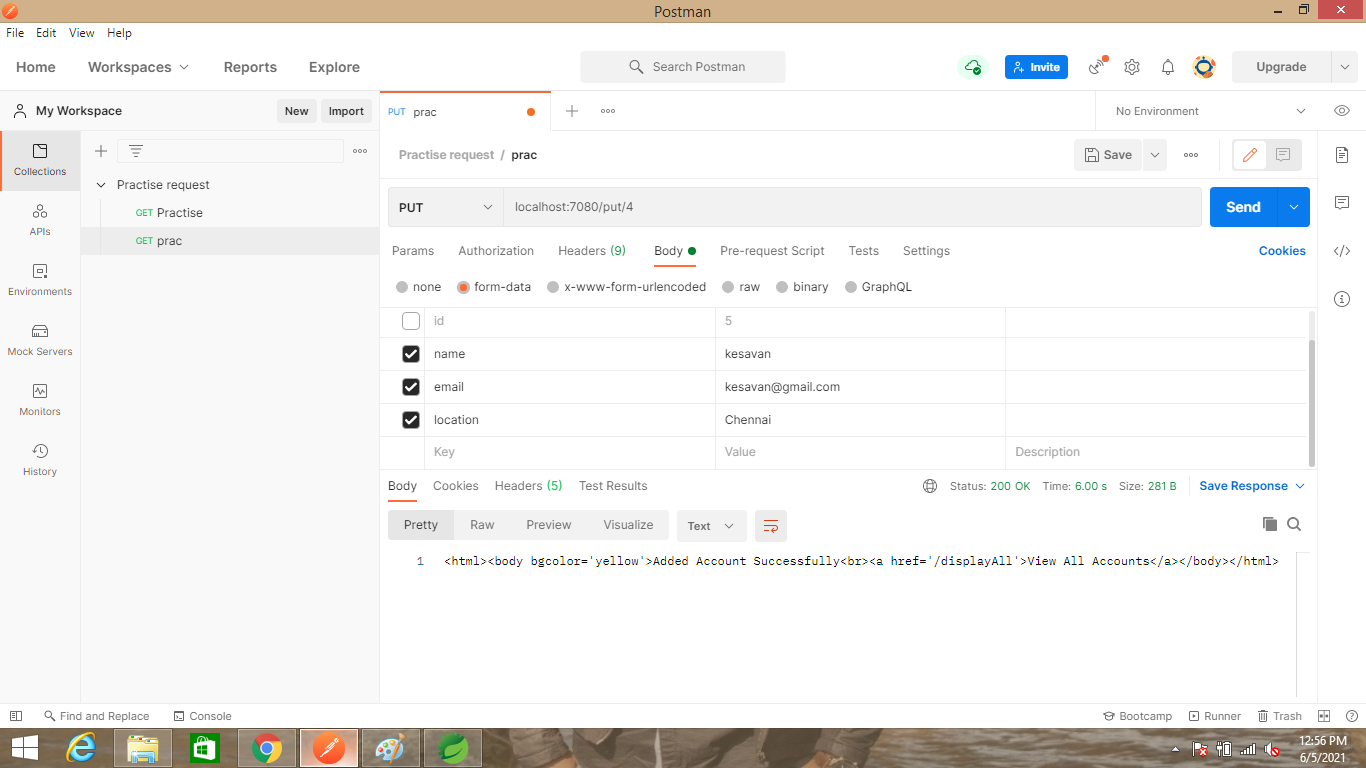 Postman
File Edit View Help
Home Workspaces Reports Explore Search Postman Invite Upgrade
My Workspace New Import PUT prac No Environment
Practise request / prac Save
Collections
APIs
Environments
Mock Servers
Monitors
History
Practise request
GET Practise
GET prac
PUT localhost:7080/put/4 Send
Params Authorization Headers (9) Body Pre-request Script Tests Settings Cookies
none form-data x-www-form-urlencoded raw binary GraphQL
id 5
name kesavan
email kesavan@gmail.com
location Chennai
Key Value Description
Body Cookies Headers (5) Test Results Status: 200 OK Time: 6.00 s Size: 281 B Save Response
Pretty Raw Preview Visualize Text
1 <html><body bgcolor='yellow'>Added Account Successfully<br><a href='/displayAll'>View All Accounts</a></body></html>
Find and Replace Console Bootcamp Runner Trash
12:56 PM
6/5/2021